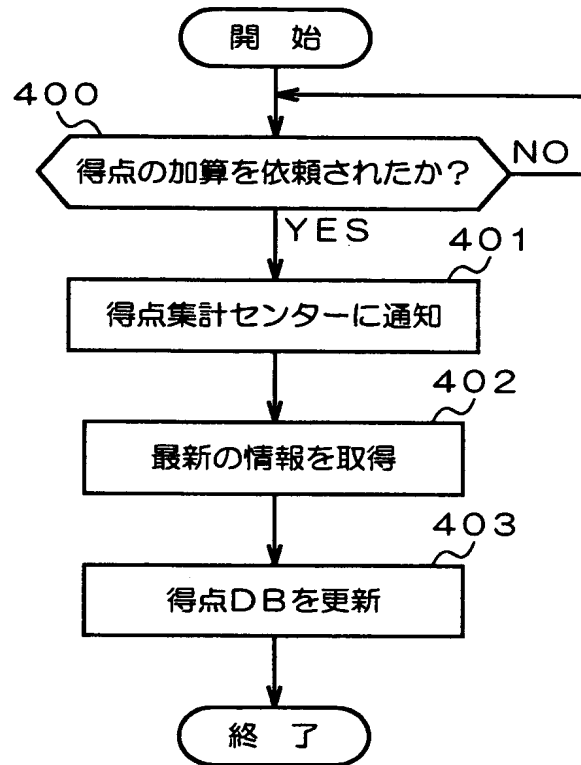 開 始
400
得点の加算を依頼されたか？
NO
YES
401
得点集計センターに通知
402
最新の情報を取得
403
得点DBを更新
終 了